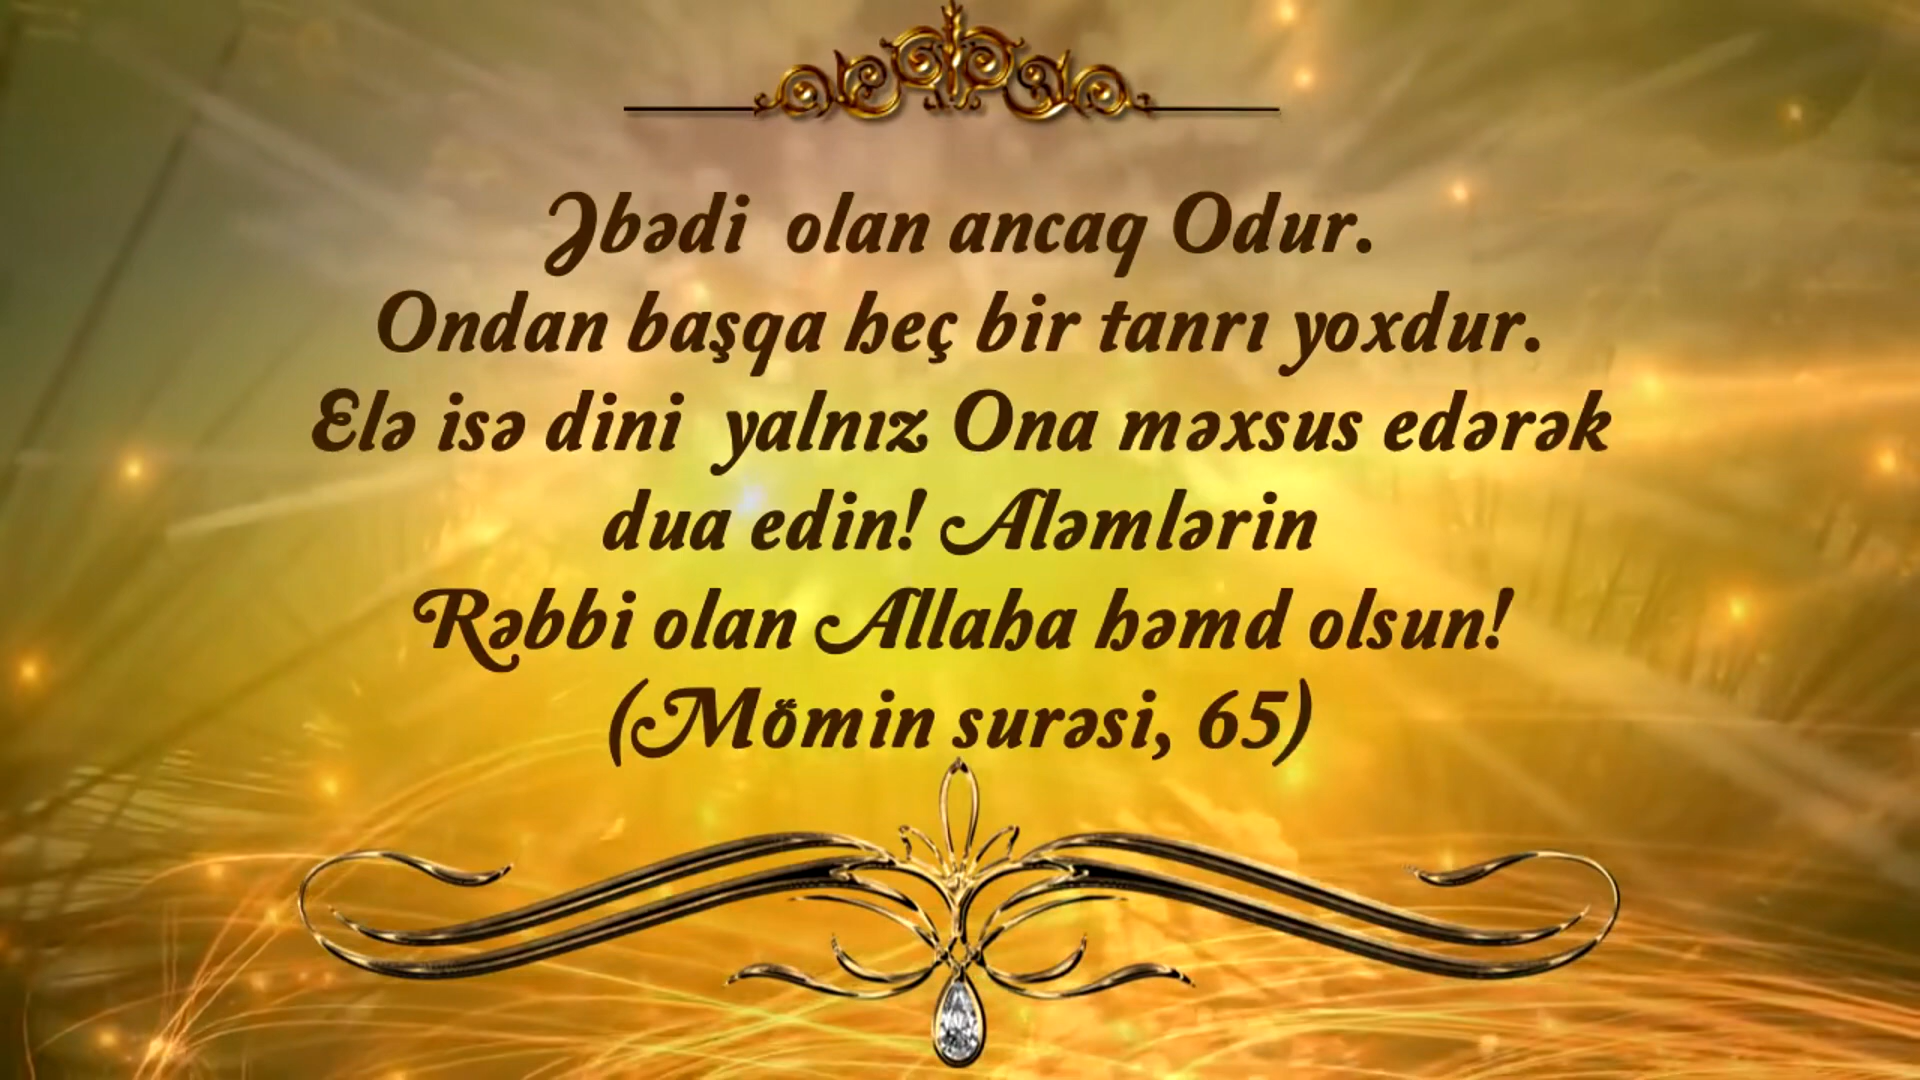 Əbədi olan ancaq Odur.
Ondan başqa heç bir tanrı yoxdur.
Elə isə dini yalnız Ona məxsus edərək
dua edin! Aləmlərin
Rəbbi olan Allaha həmd olsun!
(Mömin surəsi, 65)